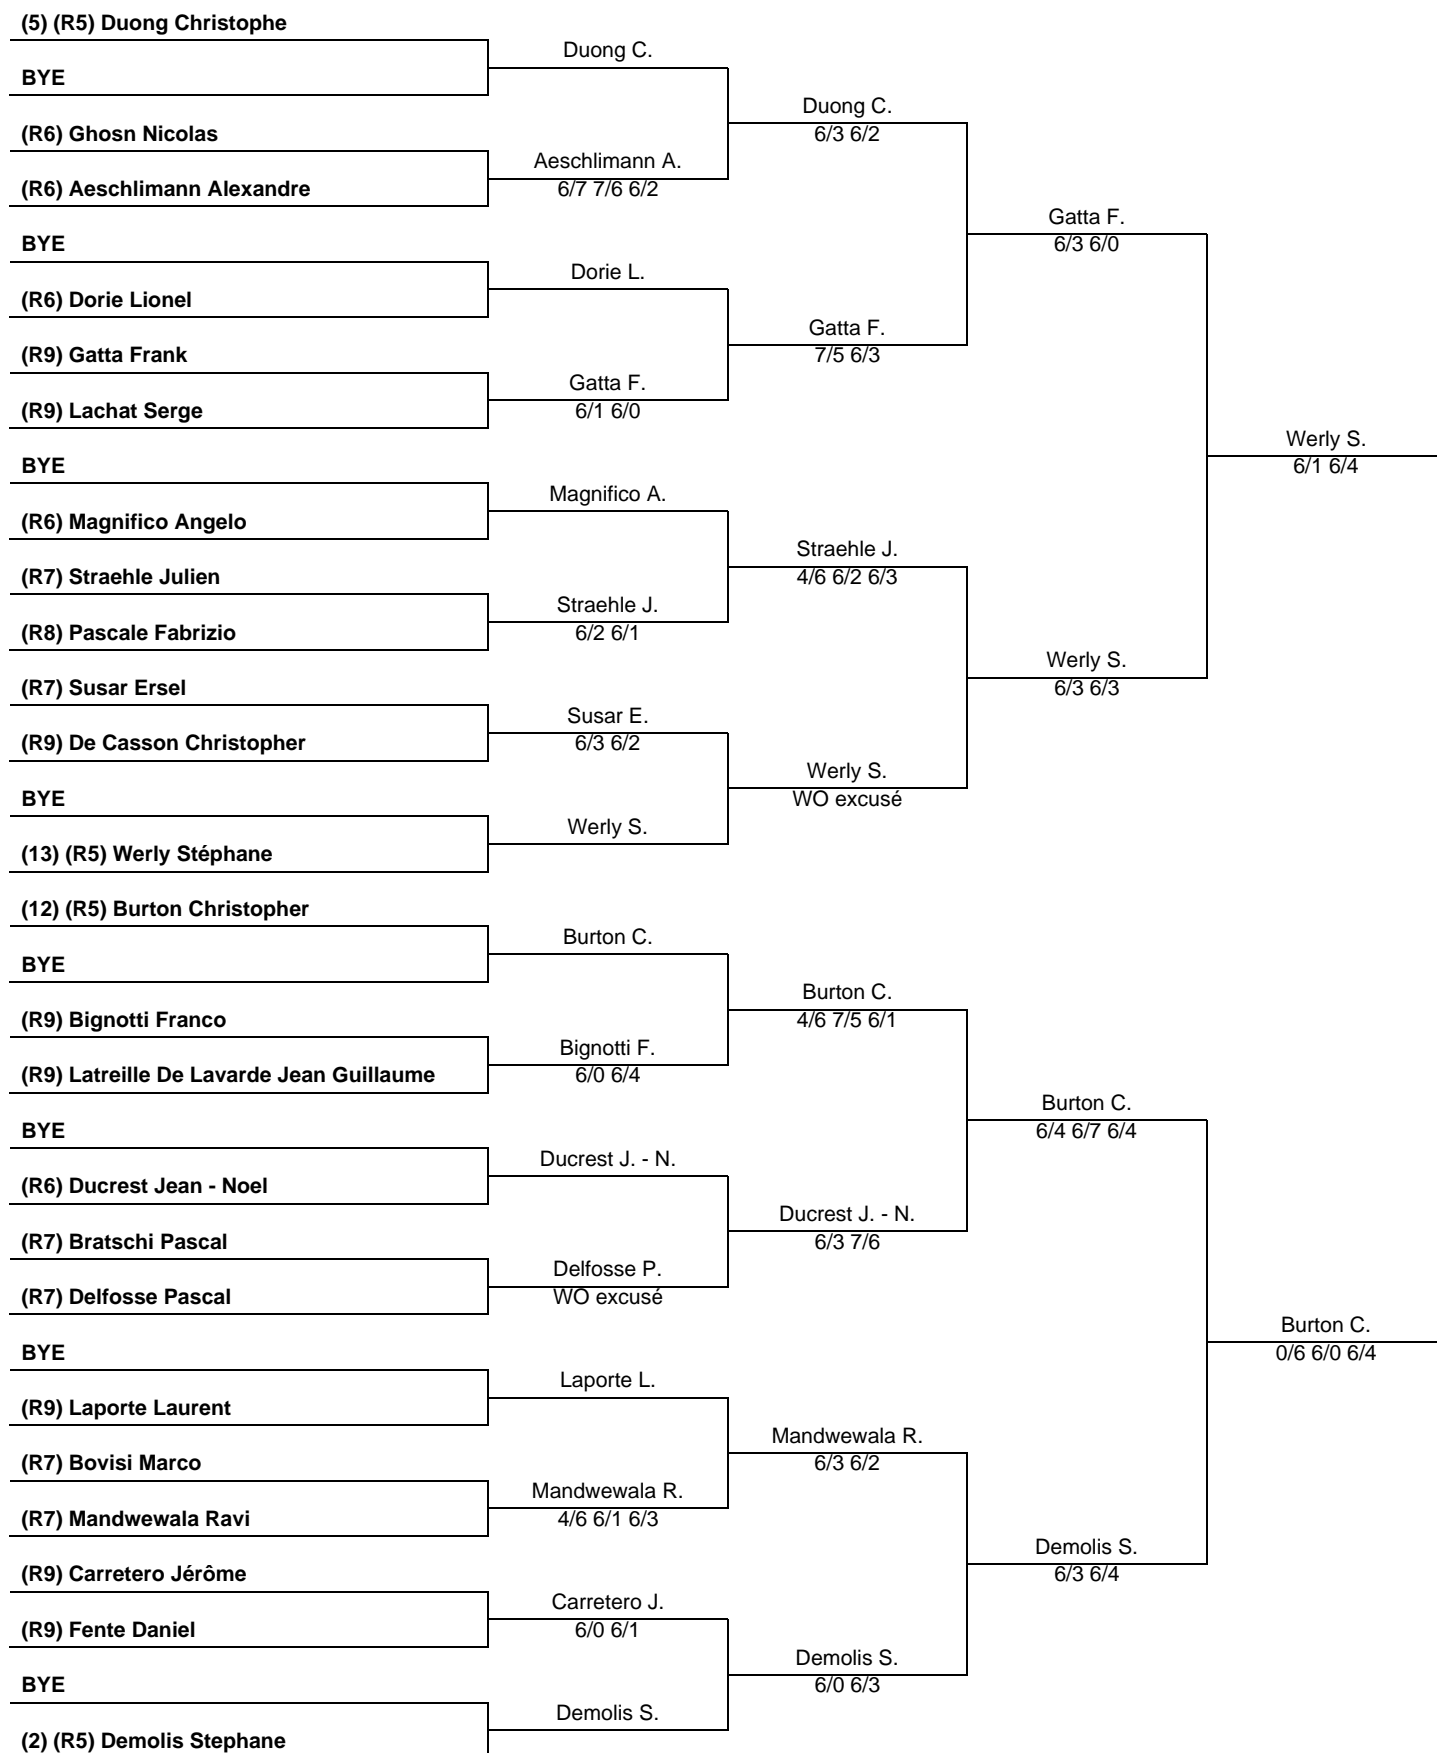 (5) (R5) Duong Christophe
Duong C.
BYE
Duong C.
6/3 6/2
(R6) Ghosn Nicolas
Aeschlimann A.
6/7 7/6 6/2
(R6) Aeschlimann Alexandre
Gatta F.
6/3 6/0
BYE
Dorie L.
(R6) Dorie Lionel
Gatta F.
7/5 6/3
(R9) Gatta Frank
Gatta F.
6/1 6/0
(R9) Lachat Serge
Werly S.
6/1 6/4
BYE
Magnifico A.
(R6) Magnifico Angelo
Straehle J.
4/6 6/2 6/3
(R7) Straehle Julien
Straehle J.
6/2 6/1
(R8) Pascale Fabrizio
Werly S.
6/3 6/3
(R7) Susar Ersel
Susar E.
6/3 6/2
(R9) De Casson Christopher
Werly S.
WO excusé
BYE
Werly S.
(13) (R5) Werly Stéphane
(12) (R5) Burton Christopher
Burton C.
BYE
Burton C.
4/6 7/5 6/1
(R9) Bignotti Franco
Bignotti F.
6/0 6/4
(R9) Latreille De Lavarde Jean Guillaume
Burton C.
6/4 6/7 6/4
BYE
Ducrest J. - N.
(R6) Ducrest Jean - Noel
Ducrest J. - N.
6/3 7/6
(R7) Bratschi Pascal
Delfosse P.
WO excusé
(R7) Delfosse Pascal
Burton C.
0/6 6/0 6/4
BYE
Laporte L.
(R9) Laporte Laurent
Mandwewala R.
6/3 6/2
(R7) Bovisi Marco
Mandwewala R.
4/6 6/1 6/3
(R7) Mandwewala Ravi
Demolis S.
6/3 6/4
(R9) Carretero Jérôme
Carretero J.
6/0 6/1
(R9) Fente Daniel
Demolis S.
6/0 6/3
BYE
Demolis S.
(2) (R5) Demolis Stephane